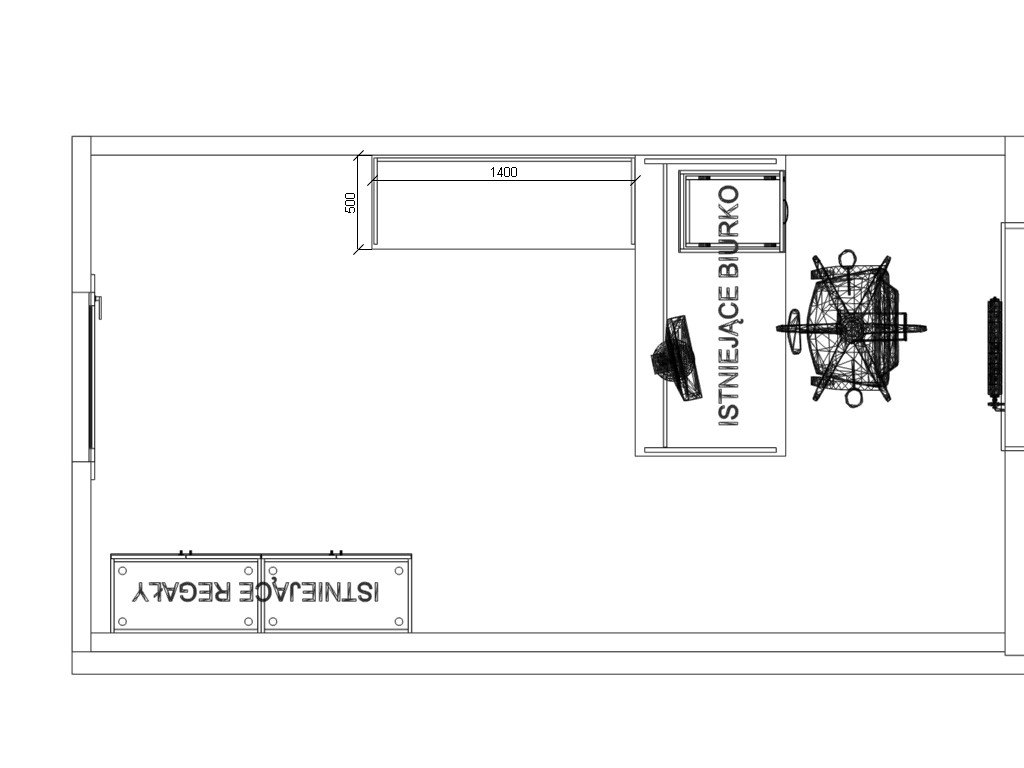 1400
500
ISTNIEJĄCE BIURKO
ISTNIEJĄCE REGAŁY